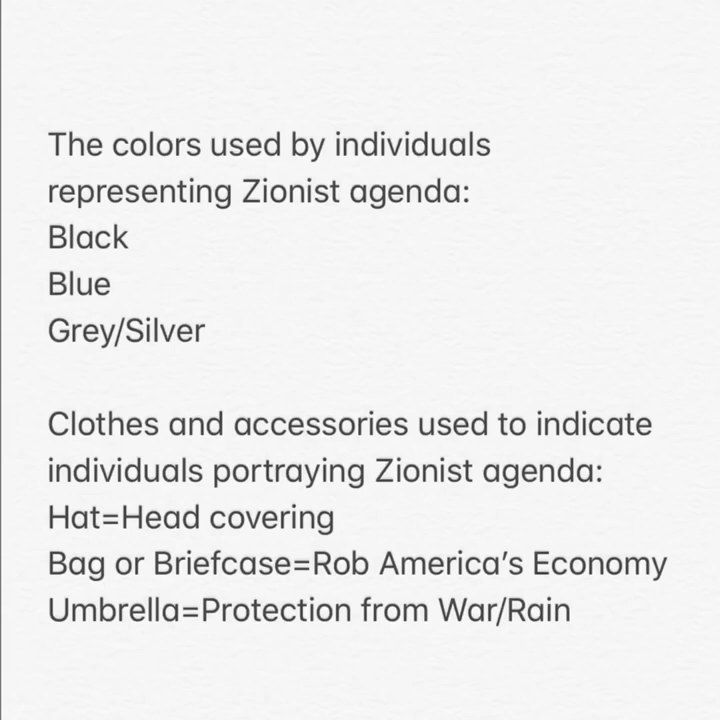 The colors used by individuals
representing Zionist agenda:
Black
Blue
Grey/Silver
Clothes and accessories used to indicate
individuals portraying Zionist agenda:
Hat=Head covering
Bag or Briefcase=Rob America’s Economy
Umbrella=Protection from War/Rain